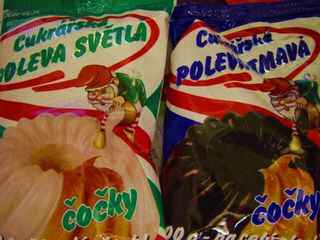 Cukrářská
POLEVA SVĚTLÁ
čočky
Cukrářská
POLEVA TMAVÁ
čočky